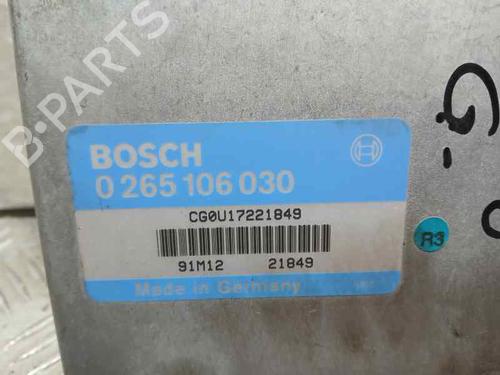 B-PARTS
BOSCH
0 265 106 030
CG0U17221849
91M12 21849
Made in Germany
R3
G